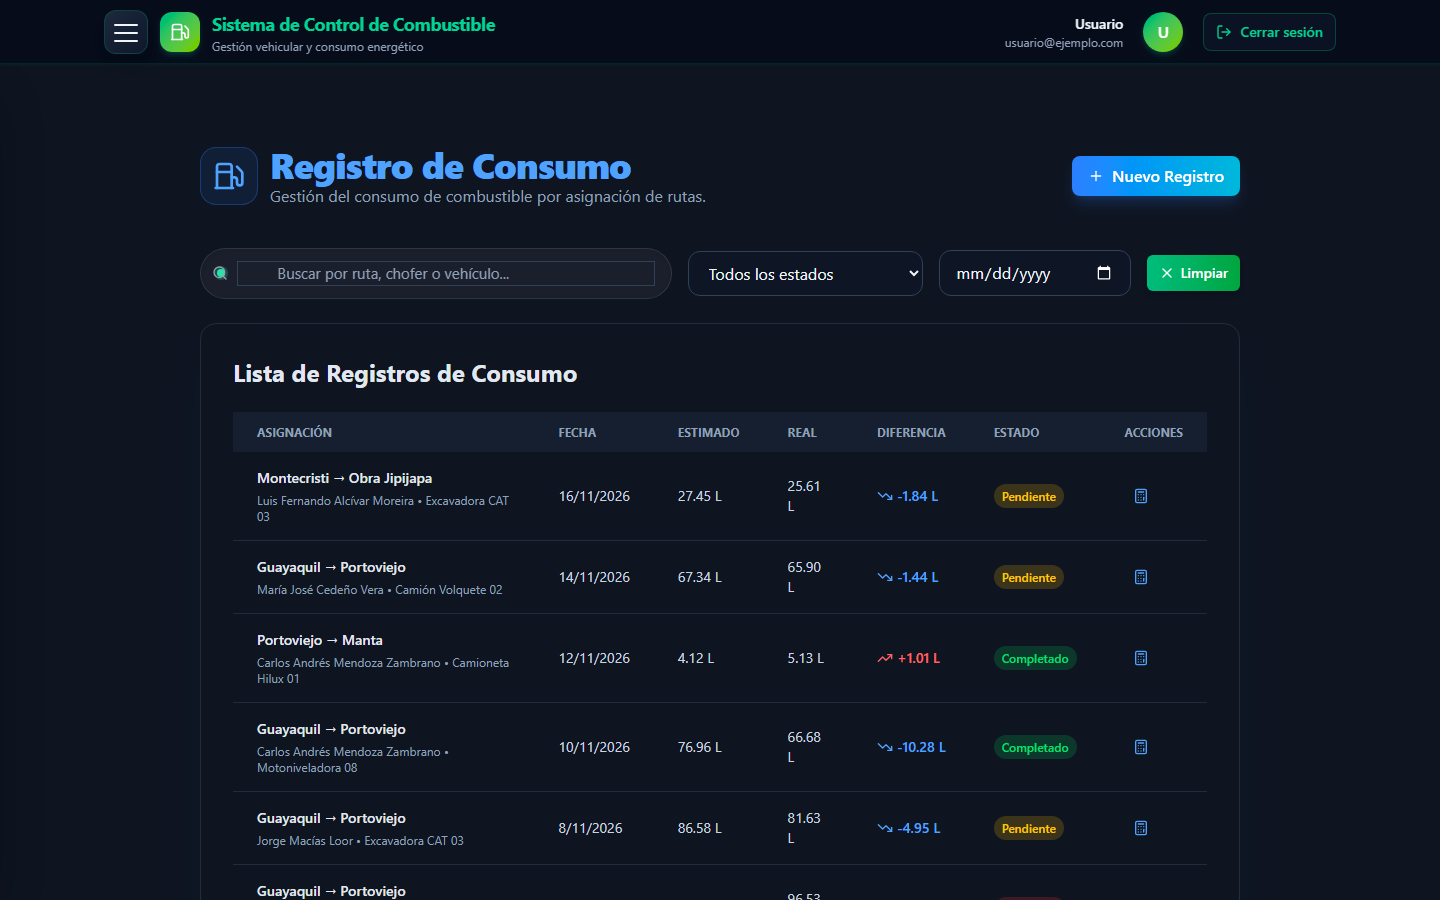 Sistema de Control de Combustible
Gestión vehicular y consumo energético
Usuario
usuario@ejemplo.com
U
Cerrar sesión
Registro de Consumo
Gestión del consumo de combustible por asignación de rutas.
+ Nuevo Registro
Buscar por ruta, chofer o vehículo...
Todos los estados
mm/dd/yyyy
Limpiar
Lista de Registros de Consumo
ASIGNACIÓN FECHA ESTIMADO REAL DIFERENCIA ESTADO ACCIONES
Montecristi → Obra Jipijapa
Luis Fernando Alcívar Moreira • Excavadora CAT
03
16/11/2026
27.45 L
25.61
L
-1.84 L
Pendiente
Guayaquil → Portoviejo
María José Cedeño Vera • Camión Volquete 02
14/11/2026
67.34 L
65.90
L
-1.44 L
Pendiente
Portoviejo → Manta
Carlos Andrés Mendoza Zambrano • Camioneta
Hilux 01
12/11/2026
4.12 L
5.13 L
+1.01 L
Completado
Guayaquil → Portoviejo
Carlos Andrés Mendoza Zambrano •
Motoniveladora 08
10/11/2026
76.96 L
66.68
L
-10.28 L
Completado
Guayaquil → Portoviejo
Jorge Macías Loor • Excavadora CAT 03
8/11/2026
86.58 L
81.63
L
-4.95 L
Pendiente
Guayaquil → Portoviejo
96.53